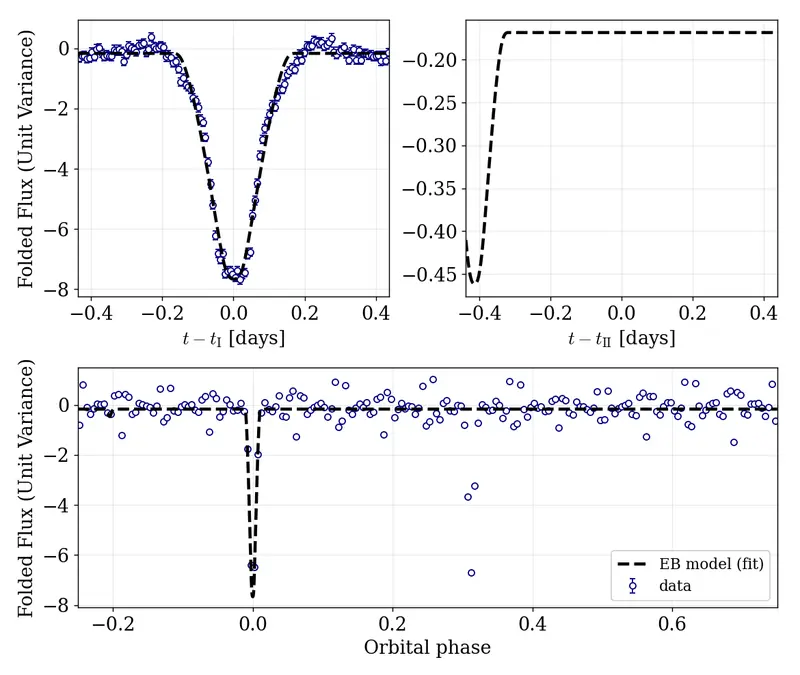 Folded Flux (Unit Variance)
0
−2
−4
−6
−8
−0.4 −0.2 0.0 0.2 0.4
t − tI [days]
−0.20
−0.25
−0.30
−0.35
−0.40
−0.45
−0.4 −0.2 0.0 0.2 0.4
t − tII [days]
Folded Flux (Unit Variance)
0
−2
−4
−6
−8
−0.2 0.0 0.2 0.4 0.6
Orbital phase
EB model (fit)
data